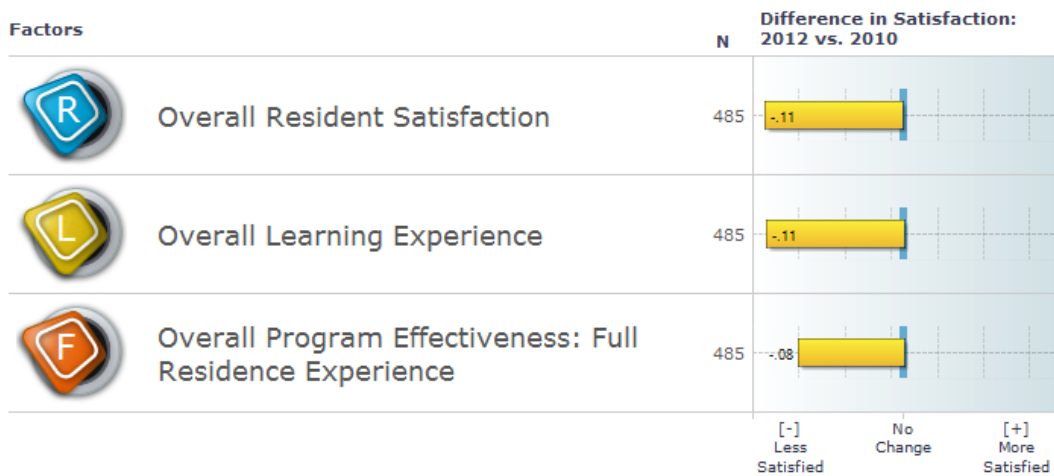 Factors
N
Difference in Satisfaction:
2012 vs. 2010
R
Overall Resident Satisfaction
485
-.11
L
Overall Learning Experience
485
-.11
F
Overall Program Effectiveness: Full
Residence Experience
485
-.08
[-]
Less
Satisfied
No
Change
[+]
More
Satisfied